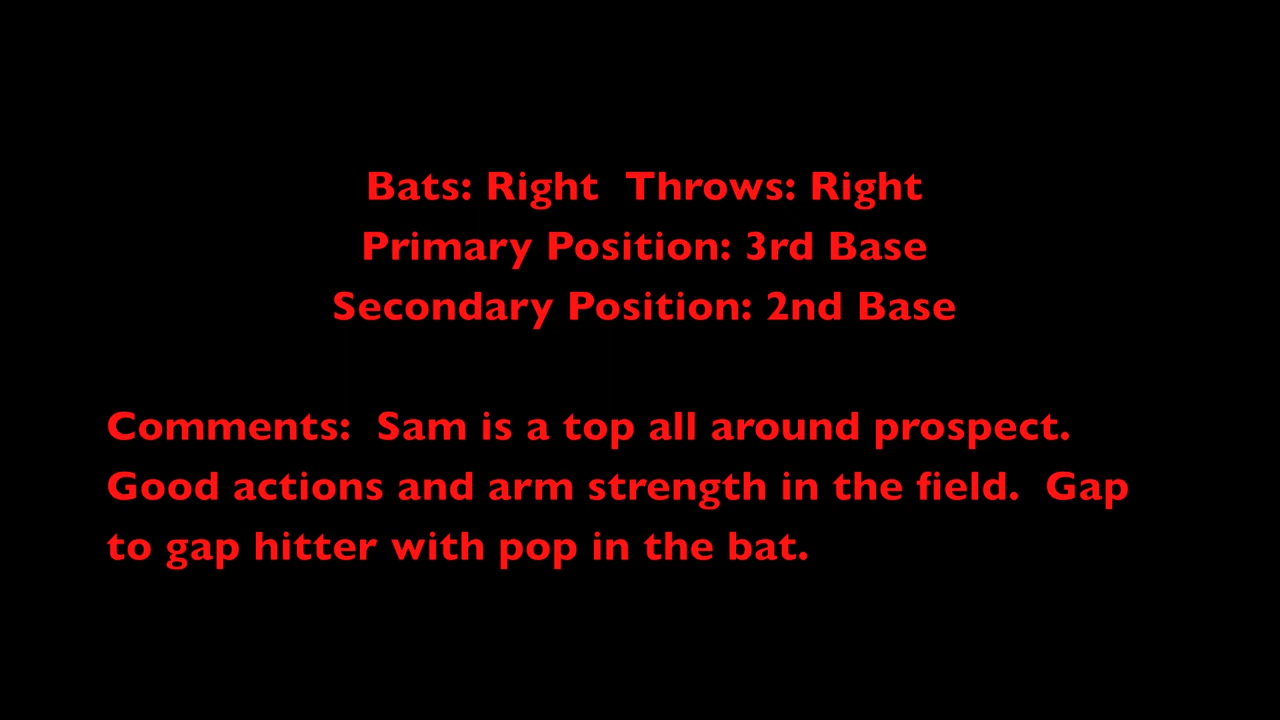 Bats: Right  Throws: Right
Primary Position: 3rd Base
Secondary Position: 2nd Base
Comments:  Sam is a top all around prospect.
Good actions and arm strength in the field.  Gap
to gap hitter with pop in the bat.